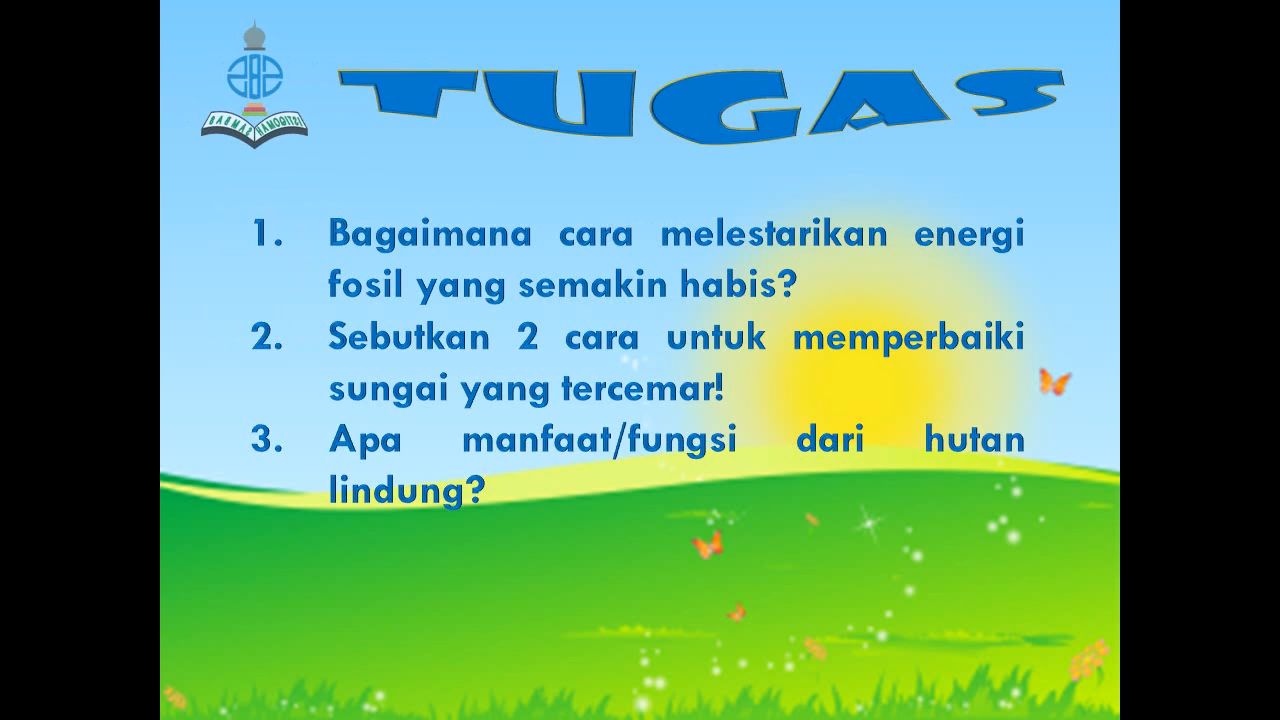 TUGAS
1. Bagaimana cara melestarikan energi
fosil yang semakin habis?
2. Sebutkan 2 cara untuk memperbaiki
sungai yang tercemar!
3. Apa manfaat/fungsi dari hutan
lindung?